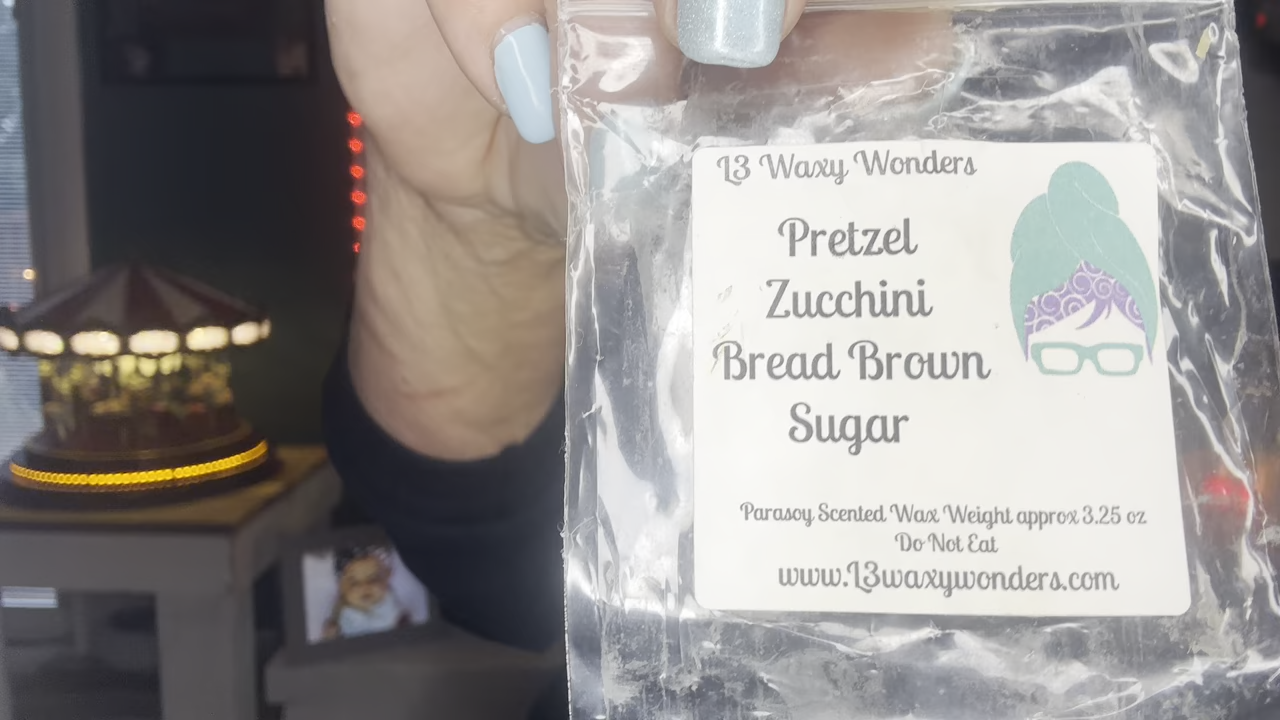 L3 Waxy Wonders
Pretzel
Zucchini
Bread Brown
Sugar
Parasoy Scented Wax Weight approx 3.25 oz
Do Not Eat
www.L3waxywonders.com